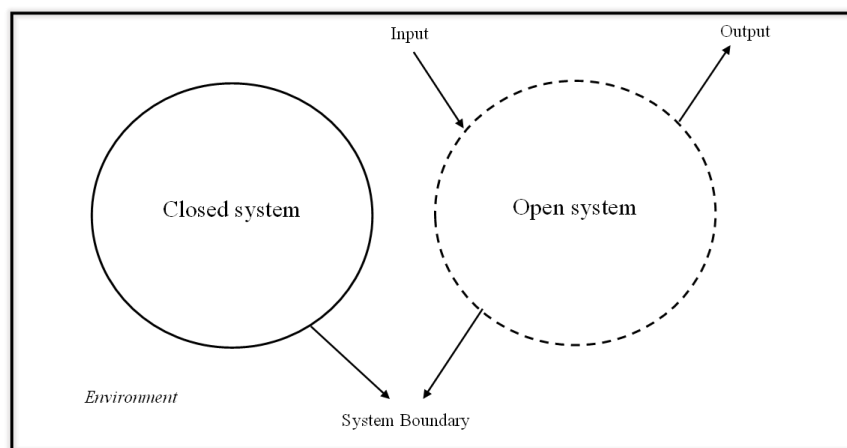 Input
Output
Closed system
Open system
Environment
System Boundary